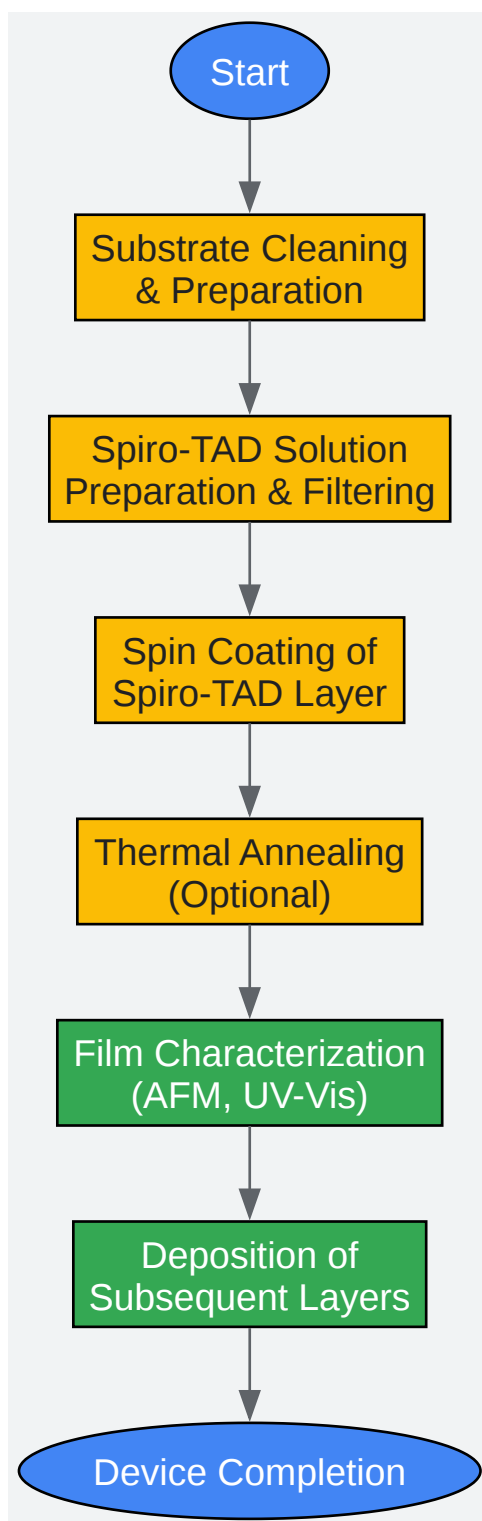 Start
Substrate Cleaning
& Preparation
Spiro-TAD Solution
Preparation & Filtering
Spin Coating of
Spiro-TAD Layer
Thermal Annealing
(Optional)
Film Characterization
(AFM, UV-Vis)
Deposition of
Subsequent Layers
Device Completion